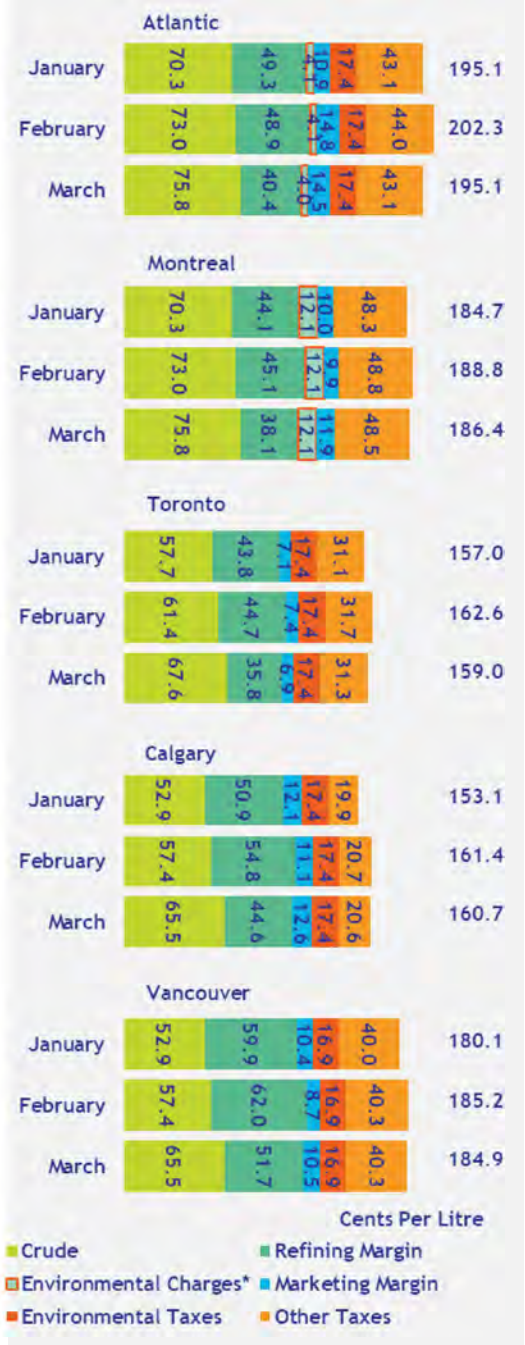 Atlantic
January 70.3 49.3 4.1 10.9 17.4 43.1 195.1
February 73.0 48.9 4.1 14.8 17.4 44.0 202.3
March 75.8 40.4 4.0 14.5 17.4 43.1 195.1
Montreal
January 70.3 44.1 12.1 10.0 48.3 184.7
February 73.0 45.1 12.1 9.9 48.8 188.8
March 75.8 38.1 12.1 11.9 48.5 186.4
Toronto
January 57.7 43.8 7.1 17.4 31.1 157.0
February 61.4 44.7 7.4 17.4 31.7 162.6
March 67.6 35.8 6.9 17.4 31.3 159.0
Calgary
January 52.9 50.9 12.1 17.4 19.9 153.1
February 57.4 54.8 11.1 17.4 20.7 161.4
March 65.5 44.6 12.6 17.4 20.6 160.7
Vancouver
January 52.9 59.9 10.4 16.9 40.0 180.1
February 57.4 62.0 8.7 16.9 40.3 185.2
March 65.5 51.7 10.5 16.9 40.3 184.9
Cents Per Litre
Crude Refining Margin
Environmental Charges* Marketing Margin
Environmental Taxes Other Taxes